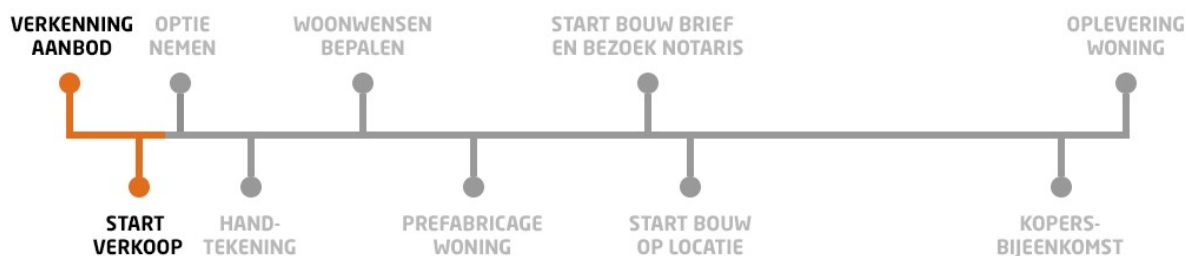 VERKENNING
AANBOD
OPTIE
NEMEN
WOONWENSEN
BEPALEN
START BOUW BRIEF
EN BEZOEK NOTARIS
OPLEVERING
WONING
START
VERKOOP
HAND-
TEKENING
PREFABRICAGE
WONING
START BOUW
OP LOCATIE
KOPERS-
BIJEENKOMST